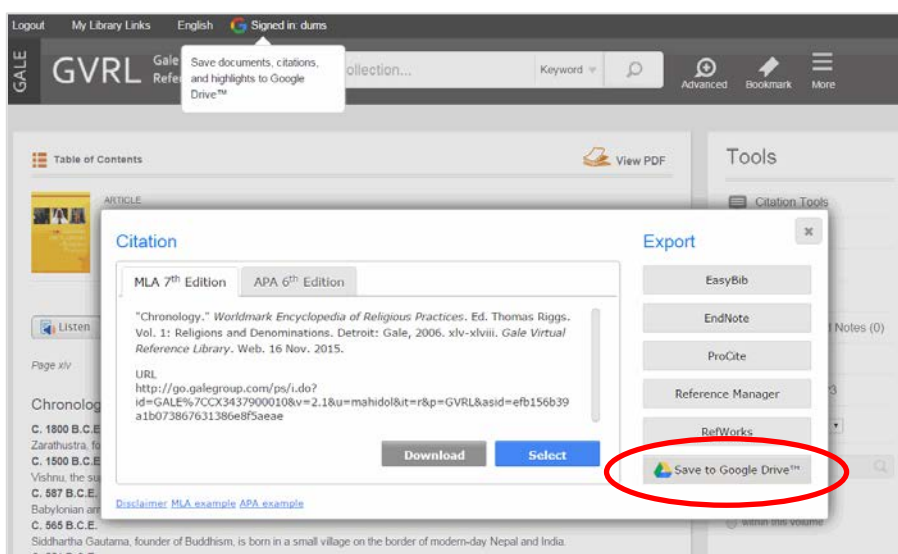 Logout My Library Links English Signed in: dums
GALE
GVRL Gale
Refe
Save documents, citations,
and highlights to Google
Drive™
ollection... Keyword
Advanced Bookmark More
Table of Contents View PDF
Tools
ARTICLE
Citation Tools
Citation
Export
MLA 7th Edition APA 6th Edition
"Chronology." Worldmark Encyclopedia of Religious Practices. Ed. Thomas Riggs.
Vol. 1: Religions and Denominations. Detroit: Gale, 2006. xlv-xlviii. Gale Virtual
Reference Library. Web. 16 Nov. 2015.
URL
http://go.galegroup.com/ps/i.do?
id=GALE%7CCX3437900010&v=2.1&u=mahidol&it=r&p=GVRL&asid=efb156b39
a1b073867631386e8f5aeae
Download Select
Disclaimer MLA example APA example
EasyBib
EndNote
ProCite
Reference Manager
RefWorks
Save to Google Drive™
Listen
Notes (0)
Page xlv
Chronolog
C. 1800 B.C.E
Zarathustra, fo
C. 1500 B.C.E
Vishnu, the su
C. 587 B.C.E.
Babylonian arr
C. 565 B.C.E.
Siddhartha Gautama, founder of Buddhism, is born in a small village on the border of modern-day Nepal and India.
within this volume